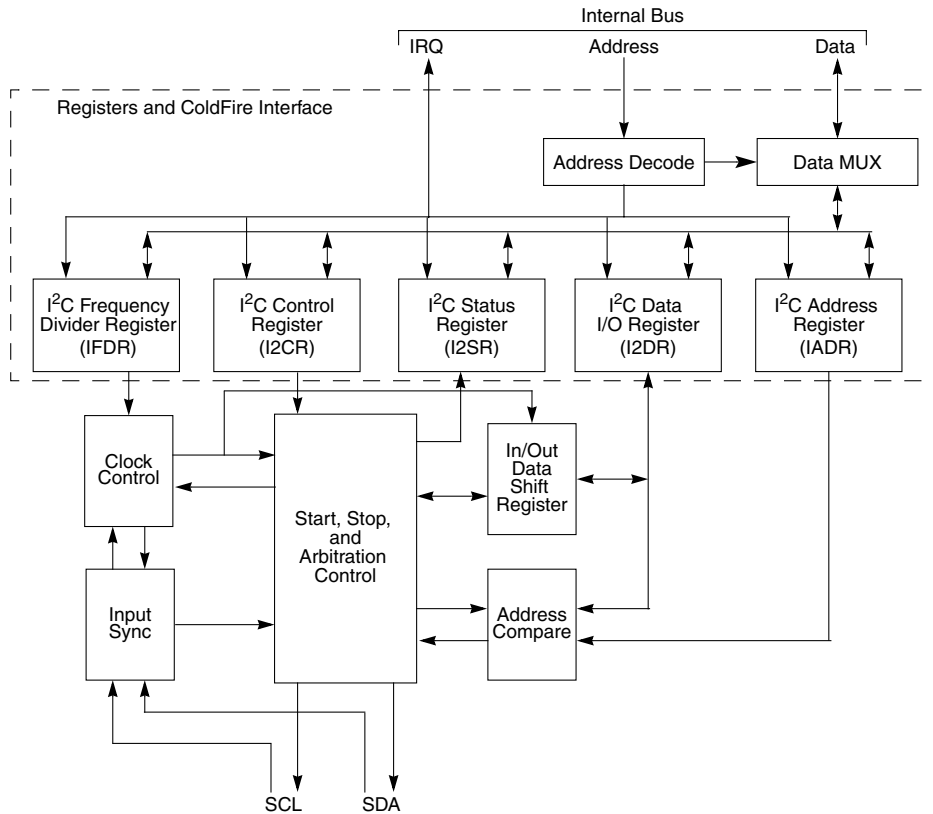 Internal Bus
IRQ
Address
Data
Registers and ColdFire Interface
Address Decode
Data MUX
I²C Frequency
Divider Register
(IFDR)
I²C Control
Register
(I2CR)
I²C Status
Register
(I2SR)
I²C Data
I/O Register
(I2DR)
I²C Address
Register
(IADR)
Clock
Control
Start, Stop,
and
Arbitration
Control
In/Out
Data
Shift
Register
Input
Sync
Address
Compare
SCL
SDA